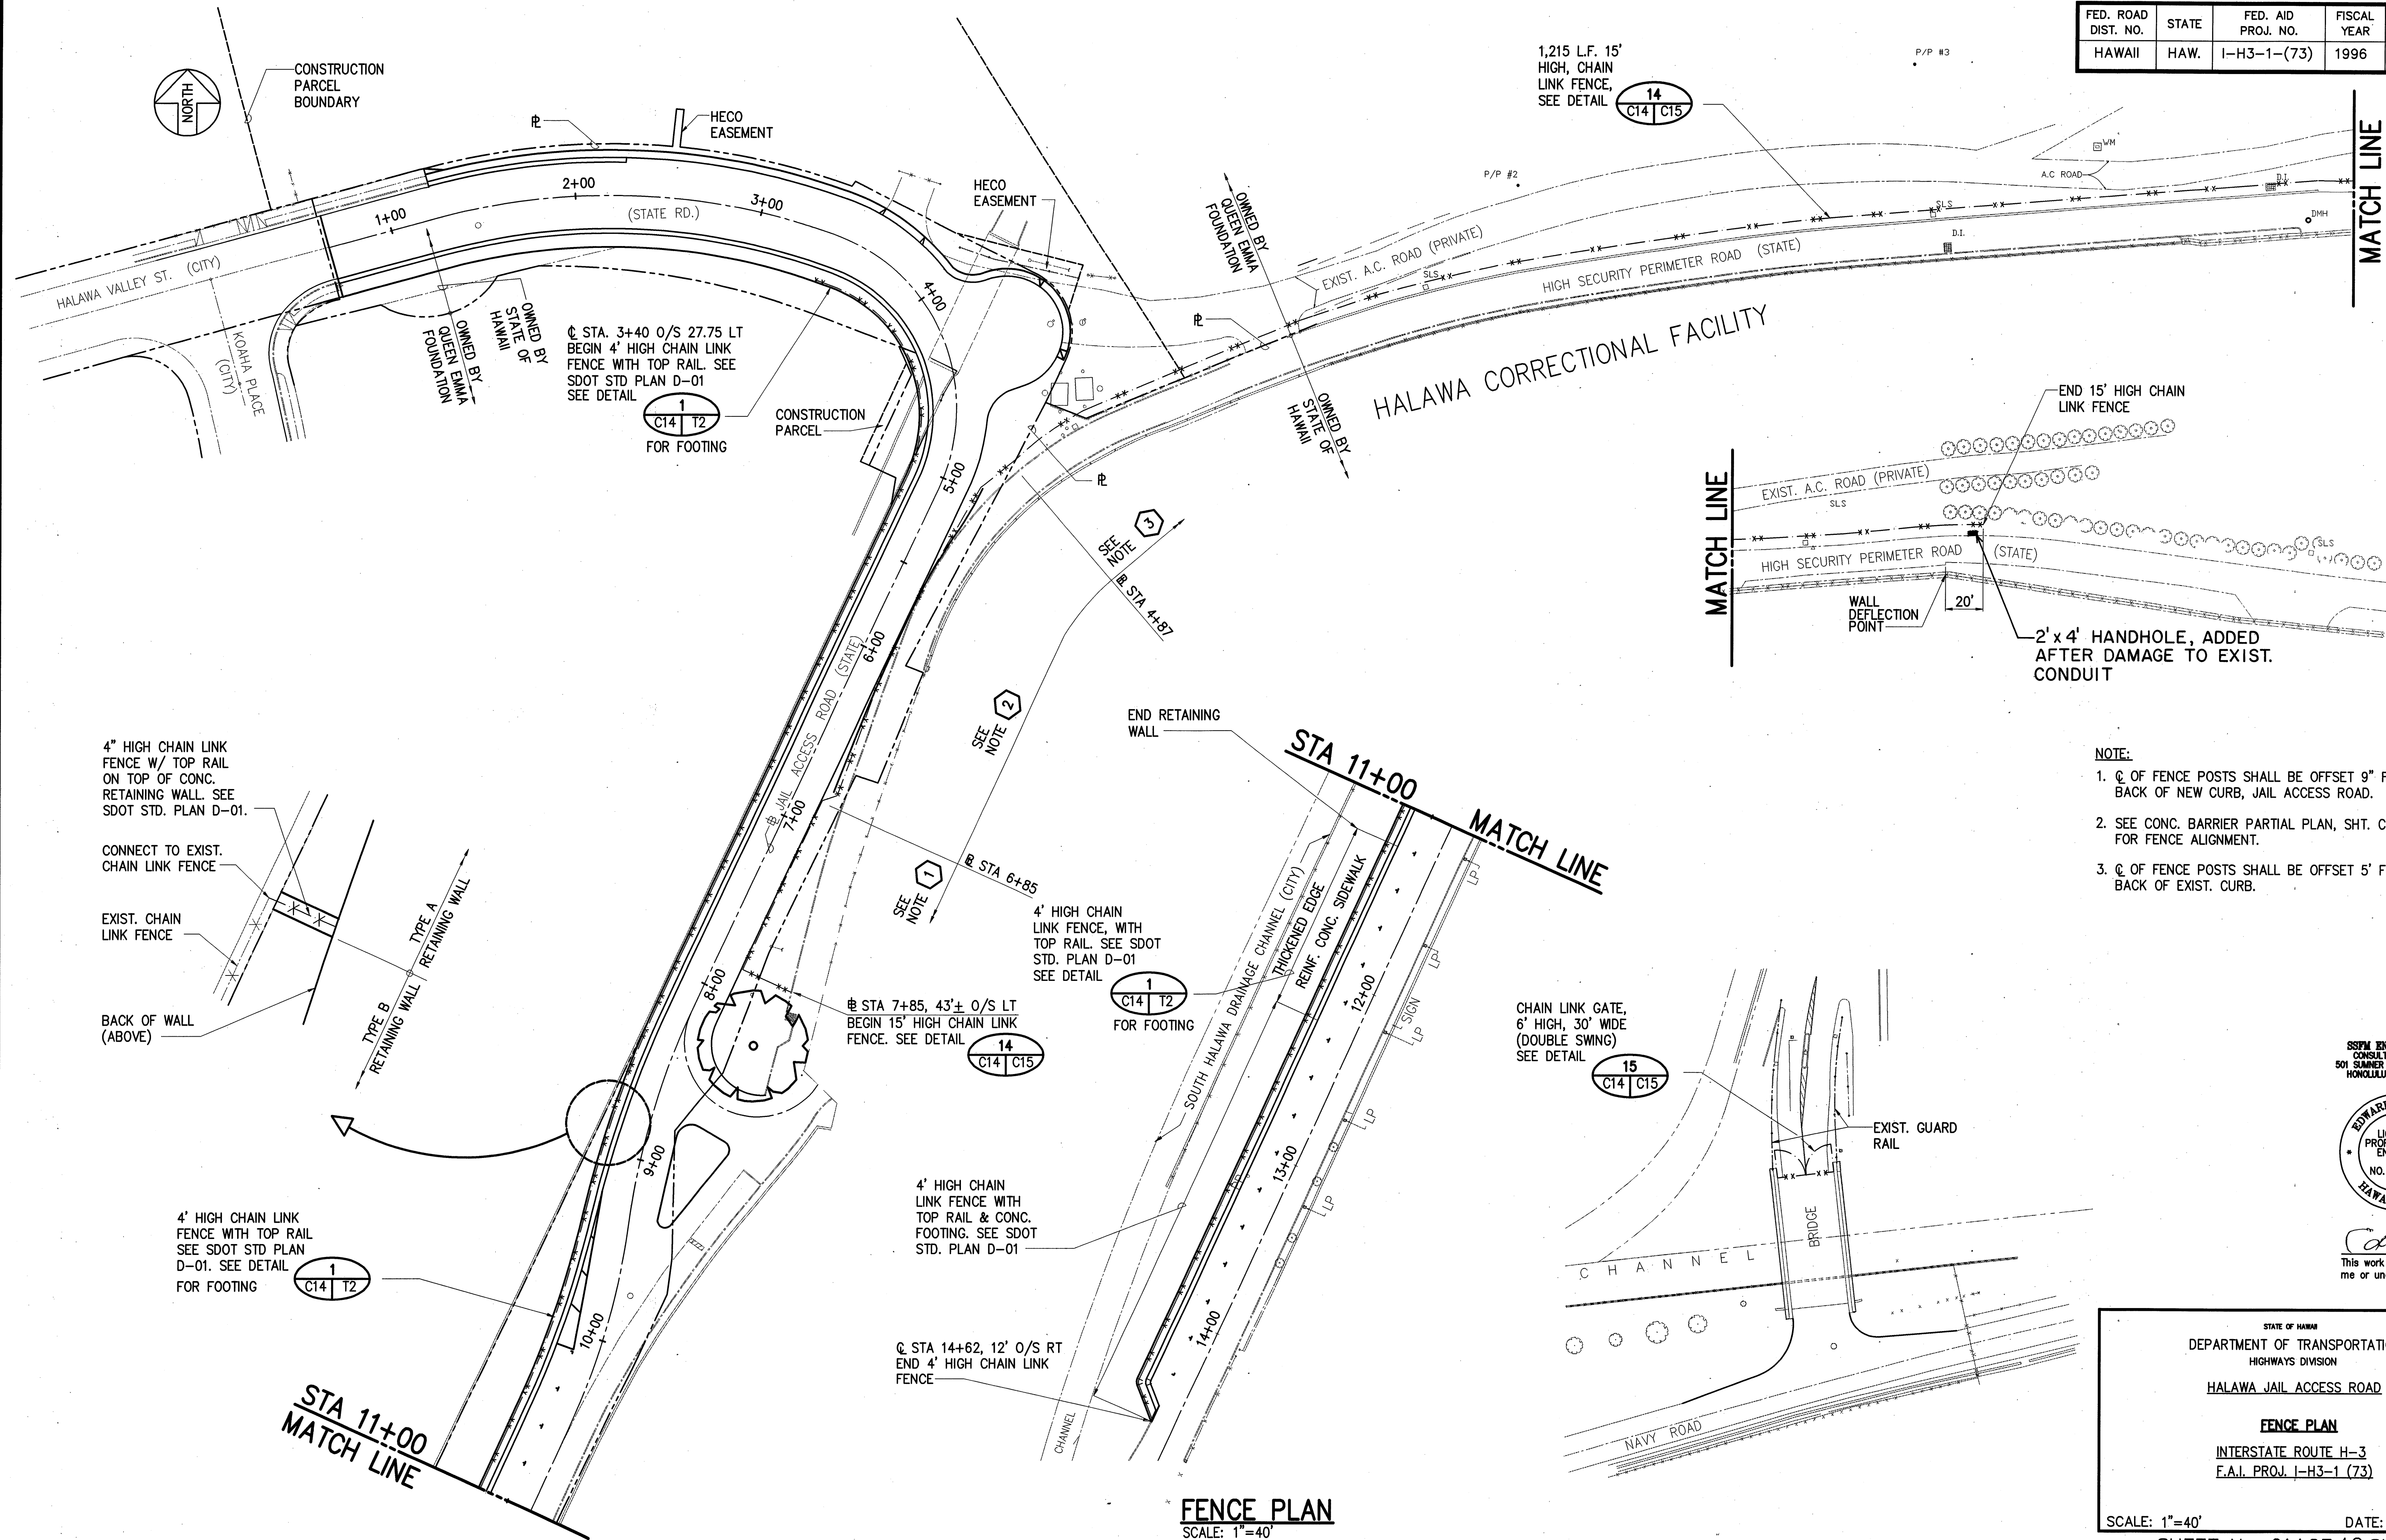 FED. ROAD DIST. NO.
STATE
FED. AID PROJ. NO.
FISCAL YEAR
HAWAII
HAW.
I-H3-1-(73)
1996
NORTH
CONSTRUCTION
PARCEL
BOUNDARY
HECO
EASEMENT
1+00
2+00
3+00
(STATE RD.)
HALAWA VALLEY ST. (CITY)
KOAHA PLACE
(CITY)
OWNED BY
QUEEN EMMA
FOUNDATION
OWNED BY
STATE OF
HAWAII
℄ STA. 3+40 O/S 27.75 LT
BEGIN 4' HIGH CHAIN LINK
FENCE WITH TOP RAIL. SEE
SDOT STD PLAN D-01
SEE DETAIL
1
C14 T2
FOR FOOTING
CONSTRUCTION
PARCEL
HECO
EASEMENT
4+00
5+00
6+00
7+00
8+00
9+00
10+00
JAIL ACCESS ROAD (STATE)
1,215 L.F. 15'
HIGH, CHAIN
LINK FENCE,
SEE DETAIL
14
C14 C15
P/P #3
P/P #2
WM
A.C ROAD
D.I.
SLS
D.I.
DMH
SLS
MATCH LINE
OWNED BY
QUEEN EMMA
FOUNDATION
EXIST. A.C. ROAD (PRIVATE)
HIGH SECURITY PERIMETER ROAD (STATE)
HALAWA CORRECTIONAL FACILITY
OWNED BY
STATE OF
HAWAII
END 15' HIGH CHAIN
LINK FENCE
MATCH LINE
EXIST. A.C. ROAD (PRIVATE)
SLS
SLS
HIGH SECURITY PERIMETER ROAD (STATE)
WALL
DEFLECTION
POINT
20'
2' x 4' HANDHOLE, ADDED
AFTER DAMAGE TO EXIST.
CONDUIT
SEE
NOTE 3
STA 4+87
SEE
NOTE 2
SEE
NOTE 1
STA 6+85
4" HIGH CHAIN LINK
FENCE W/ TOP RAIL
ON TOP OF CONC.
RETAINING WALL. SEE
SDOT STD. PLAN D-01.
CONNECT TO EXIST.
CHAIN LINK FENCE
EXIST. CHAIN
LINK FENCE
BACK OF WALL
(ABOVE)
TYPE A
RETAINING WALL
TYPE B
RETAINING WALL
STA 7+85, 43'± O/S LT
BEGIN 15' HIGH CHAIN LINK
FENCE. SEE DETAIL
14
C14 C15
4' HIGH CHAIN LINK
FENCE WITH TOP RAIL
SEE SDOT STD PLAN
D-01. SEE DETAIL
FOR FOOTING
1
C14 T2
STA 11+00
MATCH LINE
END RETAINING
WALL
STA 11+00
MATCH LINE
4' HIGH CHAIN
LINK FENCE, WITH
TOP RAIL. SEE SDOT
STD. PLAN D-01
SEE DETAIL
1
C14 T2
FOR FOOTING
SOUTH HALAWA DRAINAGE CHANNEL (CITY)
THICKENED EDGE
REINF. CONC. SIDEWALK
12+00
13+00
14+00
LP
LP
SIGN
LP
LP
LP
4' HIGH CHAIN
LINK FENCE WITH
TOP RAIL & CONC.
FOOTING. SEE SDOT
STD. PLAN D-01
℄ STA 14+62, 12' O/S RT
END 4' HIGH CHAIN LINK
FENCE
CHANNEL
CHAIN LINK GATE,
6' HIGH, 30' WIDE
(DOUBLE SWING)
SEE DETAIL
15
C14 C15
EXIST. GUARD
RAIL
BRIDGE
CHANNEL
NAVY ROAD
NOTE:
1. ℄ OF FENCE POSTS SHALL BE OFFSET 9"
BACK OF NEW CURB, JAIL ACCESS ROAD.
2. SEE CONC. BARRIER PARTIAL PLAN, SHT.
FOR FENCE ALIGNMENT.
3. ℄ OF FENCE POSTS SHALL BE OFFSET 5'
BACK OF EXIST. CURB.
FENCE PLAN
SCALE: 1"=40'
SSFM
501 SUMNER
HONOLULU
EDWARD
NO.
This work
me or
STATE OF HAWAII
DEPARTMENT OF TRANSPORTATI
HIGHWAYS DIVISION
HALAWA JAIL ACCESS ROAD
FENCE PLAN
INTERSTATE ROUTE H-3
F.A.I. PROJ. I-H3-1 (73)
SCALE: 1"=40'
DATE: